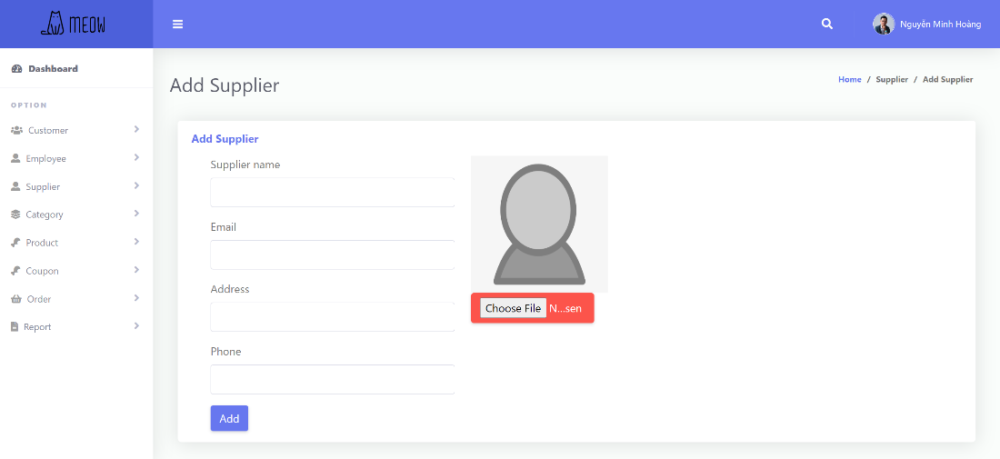 MEOW
Nguyễn Minh Hoàng
Dashboard
Add Supplier
Home / Supplier / Add Supplier
OPTION
Customer
Employee
Supplier
Category
Product
Coupon
Order
Report
Add Supplier
Supplier name
Email
Address
Phone
Add
Choose File N...sen